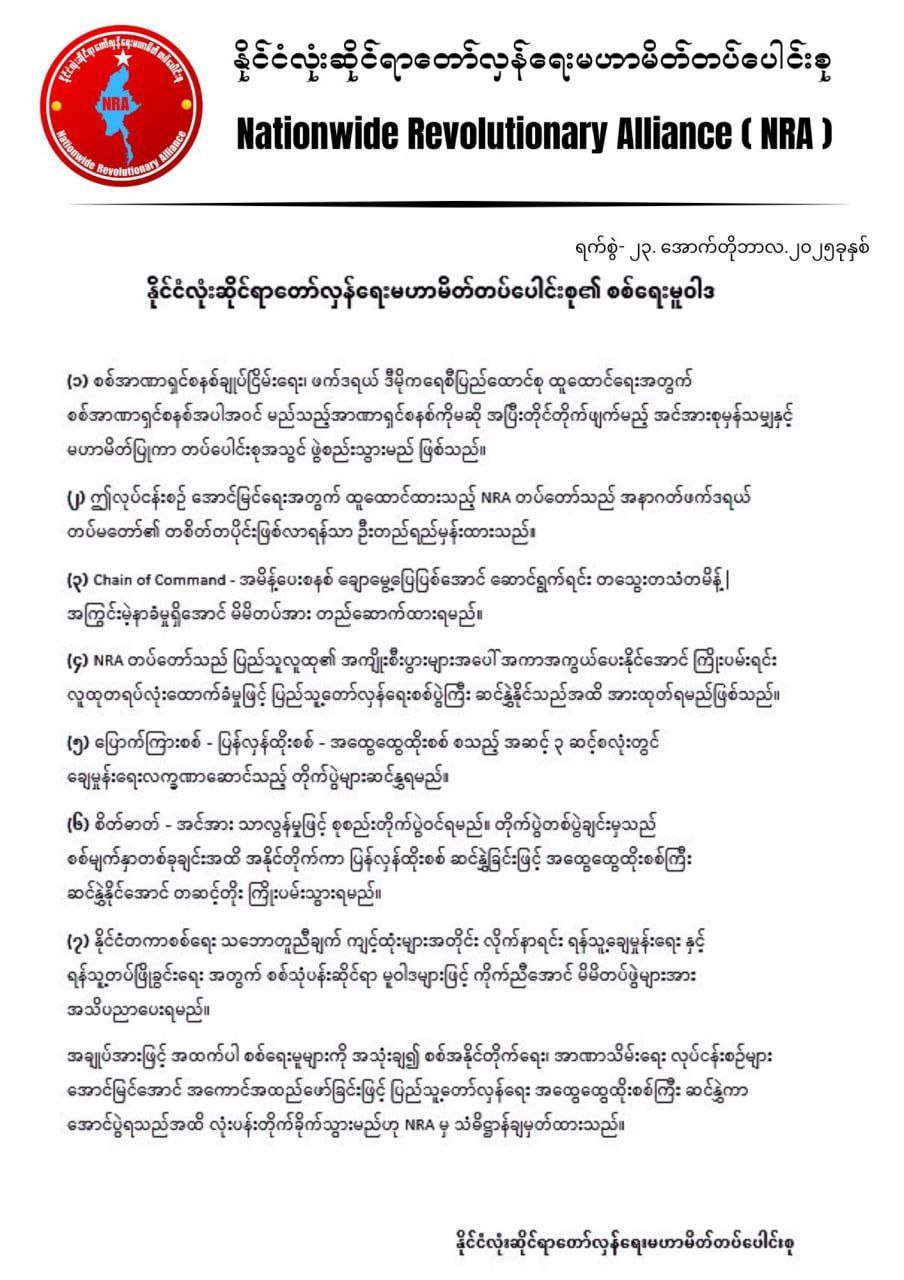 နိုင်ငံလုံးဆိုင်ရာတော်လှန်ရေးမဟာမိတ်တပ်ပေါင်းစု
NRA
Nationwide Revolutionary Alliance
နိုင်ငံလုံးဆိုင်ရာတော်လှန်ရေးမဟာမိတ်တပ်ပေါင်းစု
Nationwide Revolutionary Alliance ( NRA )
ရက်စွဲ- ၂၃. အောက်တိုဘာလ.၂၀၂၅ခုနှစ်
နိုင်ငံလုံးဆိုင်ရာတော်လှန်ရေးမဟာမိတ်တပ်ပေါင်းစု၏ စစ်ရေးမူဝါဒ
(၁) စစ်အာဏာရှင်စနစ်ချုပ်ငြိမ်းရေး၊ ဖက်ဒရယ် ဒီမိုကရေစီပြည်ထောင်စု ထူထောင်ရေးအတွက်
စစ်အာဏာရှင်စနစ်အပါအဝင် မည်သည့်အာဏာရှင်စနစ်ကိုမဆို အပြီးတိုင်တိုက်ဖျက်မည့် အင်အားစုမှန်သမျှနှင့်
မဟာမိတ်ပြုကာ တပ်ပေါင်းစုအသွင် ဖွဲ့စည်းသွားမည် ဖြစ်သည်။
(၂) ဤလုပ်ငန်းစဉ် အောင်မြင်ရေးအတွက် ထူထောင်ထားသည့် NRA တပ်တော်သည် အနာဂတ်ဖက်ဒရယ်
တပ်မတော်၏ တစိတ်တပိုင်းဖြစ်လာရန်သာ ဦးတည်ရည်မှန်းထားသည်။
(၃) Chain of Command - အမိန့်ပေးစနစ် ချောမွေ့ပြေပြစ်အောင် ဆောင်ရွက်ရင်း တသွေးတသံတမိန့်|
အကြွင်းမဲ့နာခံမှုရှိအောင် မိမိတပ်အား တည်ဆောက်ထားရမည်။
(၄) NRA တပ်တော်သည် ပြည်သူလူထု၏ အကျိုးစီးပွားများအပေါ် အကာအကွယ်ပေးနိုင်အောင် ကြိုးပမ်းရင်း
လူထုတရပ်လုံးထောက်ခံမှုဖြင့် ပြည်သူ့တော်လှန်ရေးစစ်ပွဲကြီး ဆင်နွှဲနိုင်သည်အထိ အားထုတ်ရမည်ဖြစ်သည်။
(၅) ပြောက်ကြားစစ် - ပြန်လှန်ထိုးစစ် - အထွေထွေထိုးစစ် စသည့် အဆင့် ၃ ဆင့်စလုံးတွင်
ချေမှုန်းရေးလက္ခဏာဆောင်သည့် တိုက်ပွဲများဆင်နွှရမည်။
(၆) စိတ်ဓာတ် - အင်အား သာလွန်မှုဖြင့် စုစည်းတိုက်ပွဲဝင်ရမည်။ တိုက်ပွဲတစ်ပွဲချင်းမှသည်
စစ်မျက်နှာတစ်ခုချင်းအထိ အနိုင်တိုက်ကာ ပြန်လှန်ထိုးစစ် ဆင်နွှဲခြင်းဖြင့် အထွေထွေထိုးစစ်ကြီး
ဆင်နွှဲနိုင်အောင် တဆင့်တိုး ကြိုးပမ်းသွားရမည်။
(၇) နိုင်ငံတကာစစ်ရေး သဘောတူညီချက် ကျင့်ထုံးများအတိုင်း လိုက်နာရင်း ရန်သူ့ချေမှုန်းရေး နှင့်
ရန်သူ့တပ်ဖြိုခွင်းရေး အတွက် စစ်သုံ့ပန်းဆိုင်ရာ မူဝါဒများဖြင့် ကိုက်ညီအောင် မိမိတပ်ဖွဲ့များအား
အသိပညာပေးရမည်။
အချုပ်အားဖြင့် အထက်ပါ စစ်ရေးမူများကို အသုံးချ၍ စစ်အနိုင်တိုက်ရေး၊ အာဏာသိမ်းရေး လုပ်ငန်းစဉ်များ
အောင်မြင်အောင် အကောင်အထည်ဖော်ခြင်းဖြင့် ပြည်သူ့တော်လှန်ရေး အထွေထွေထိုးစစ်ကြီး ဆင်နွှဲကာ
အောင်ပွဲရသည်အထိ လုံးပန်းတိုက်ခိုက်သွားမည်ဟု NRA မှ သံဓိဋ္ဌာန်ချမှတ်ထားသည်။
နိုင်ငံလုံးဆိုင်ရာတော်လှန်ရေးမဟာမိတ်တပ်ပေါင်းစု